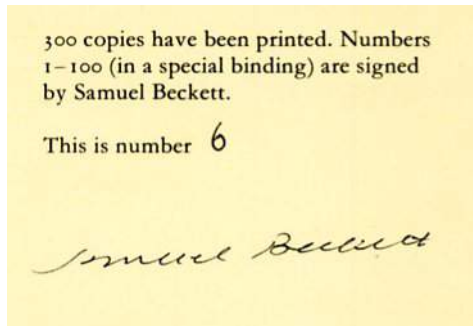 300 copies have been printed. Numbers
1–100 (in a special binding) are signed
by Samuel Beckett.
This is number 6
Samuel Beckett